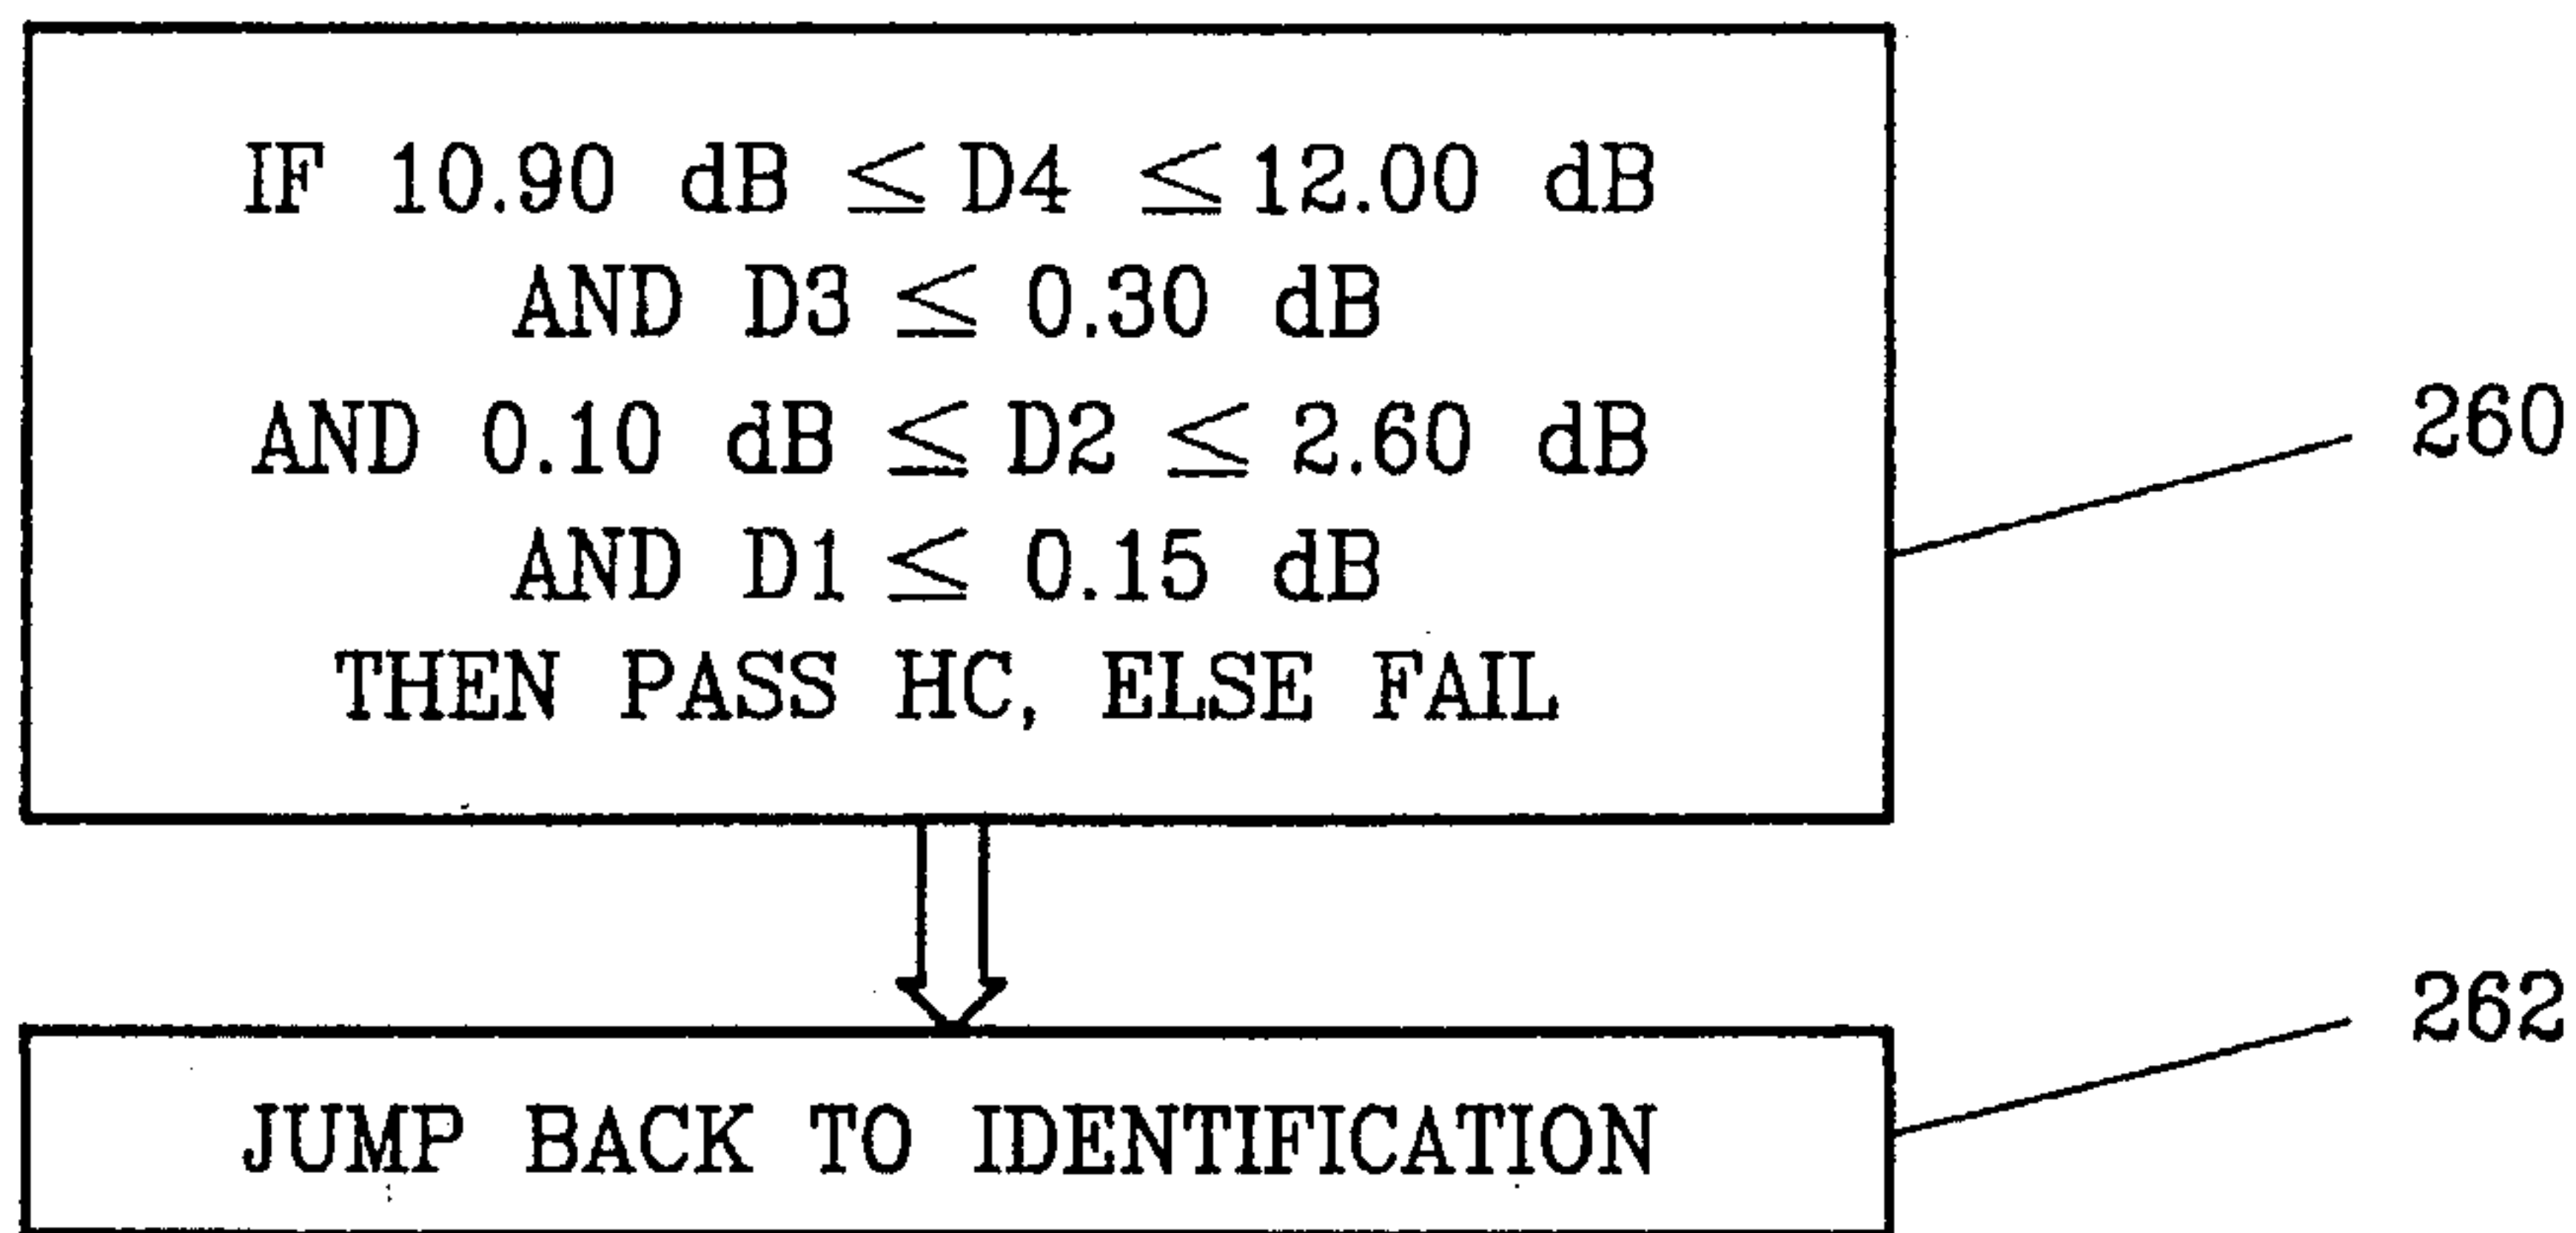 IF 10.90 dB ≤ D4 ≤ 12.00 dB
AND D3 ≤ 0.30 dB
AND 0.10 dB ≤ D2 ≤ 2.60 dB
AND D1 ≤ 0.15 dB
THEN PASS HC, ELSE FAIL
260
JUMP BACK TO IDENTIFICATION
262